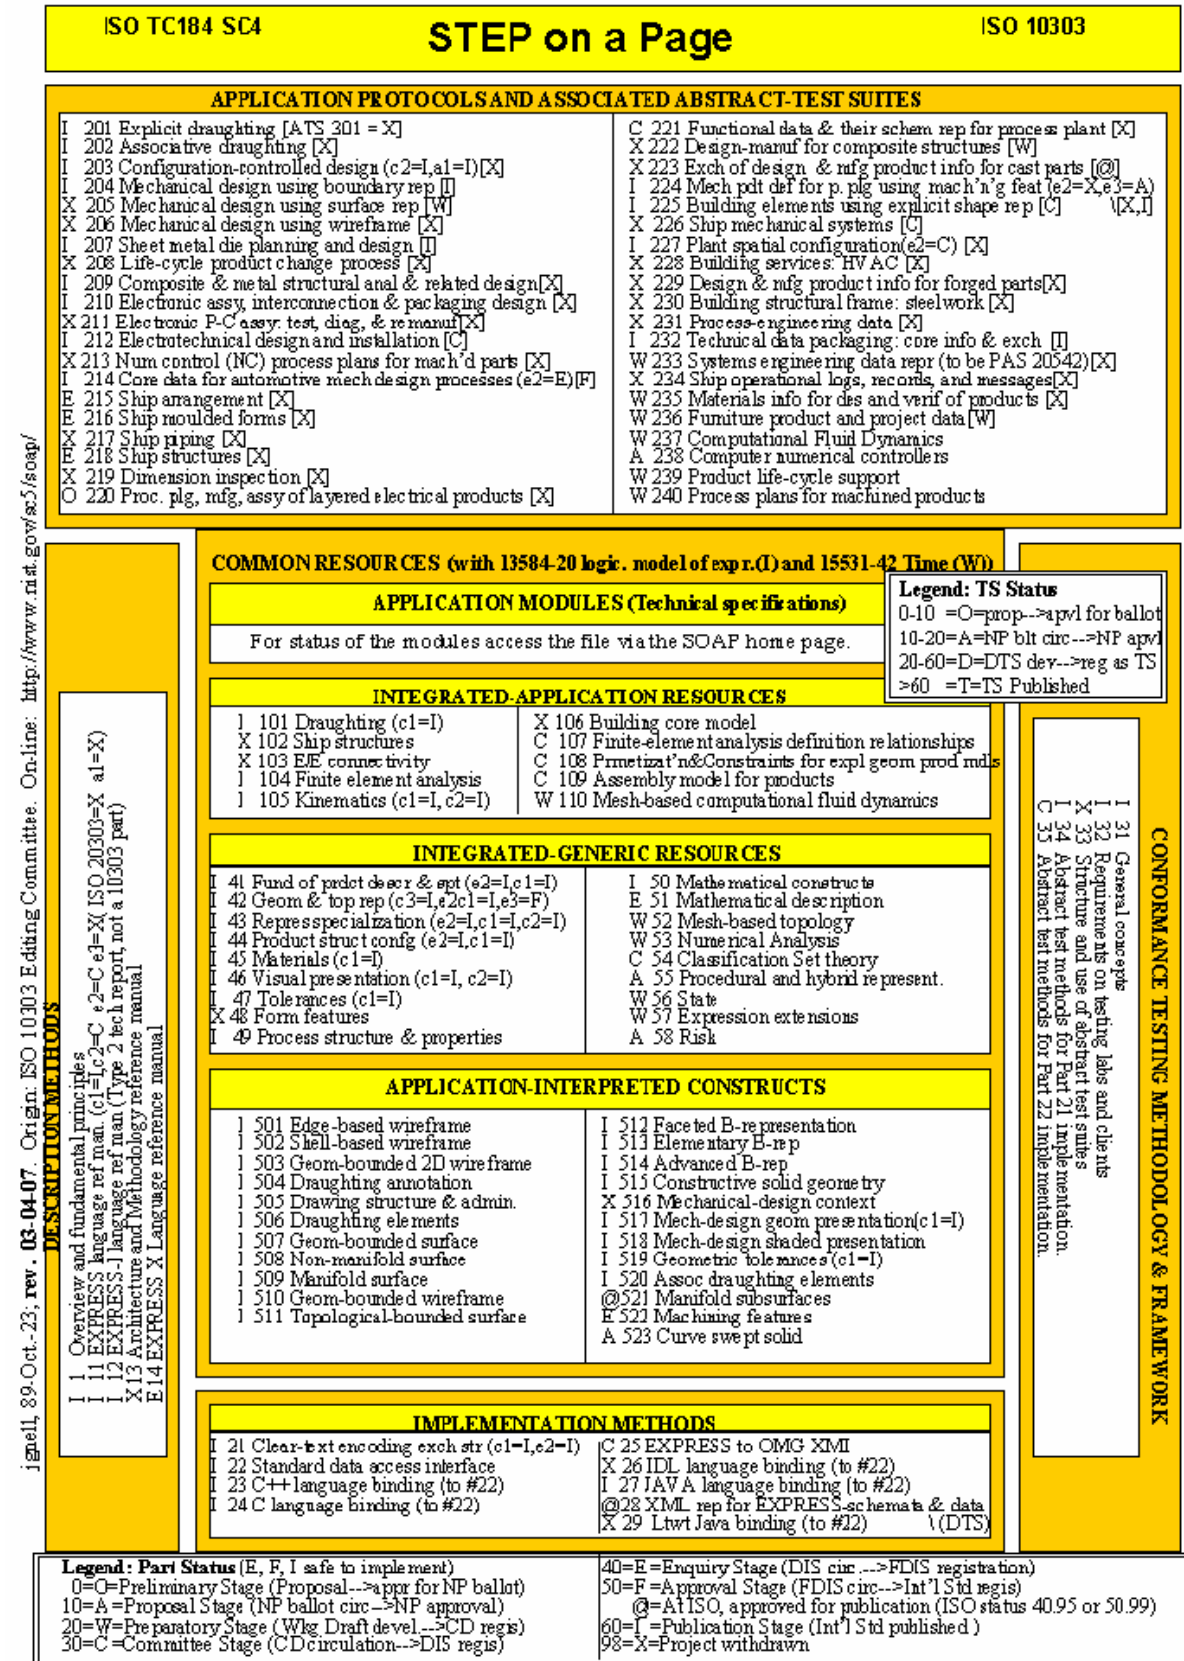 ISO TC184 SC4
STEP on a Page
ISO 10303
APPLICATION PROTOCOLS AND ASSOCIATED ABSTRACT-TEST SUITES
I 201 Explicit draughting [ATS 301 = X]
I 202 Associative draughting [X]
I 203 Configuration-controlled design (c2=I,a1=I)[X]
I 204 Mechanical design using boundary rep [I]
X 205 Mechanical design using surface rep [W]
X 206 Mechanical design using wireframe [X]
I 207 Sheet metal die planning and design [I]
X 208 Life-cycle product change process [X]
I 209 Composite & metal structural anal & related design[X]
I 210 Electronic assy, interconnection & packaging design [X]
X 211 Electronic P-C assy: test, diag, & remanuf[X]
I 212 Electrotechnical design and installation [C]
X 213 Num control (NC) process plans for mach'd parts [X]
I 214 Core data for automotive mech design processes (e2=E)[F]
E 215 Ship arrangement [X]
E 216 Ship moulded forms [X]
X 217 Ship piping [X]
E 218 Ship structures [X]
X 219 Dimension inspection [X]
O 220 Proc. plg, mfg, assy of layered electrical products [X]
C 221 Functional data & their schem rep for process plant [X]
X 222 Design-manuf for composite structures [W]
X 223 Exch of design & mfg product info for cast parts [@]
I 224 Mech pdt def for p. plg using mach'n'g feat (e2=X,e3=A)
I 225 Building elements using explicit shape rep [C] \[X,I]
X 226 Ship mechanical systems [C]
I 227 Plant spatial configuration(e2=C) [X]
X 228 Building services: HVAC [X]
X 229 Design & mfg product info for forged parts[X]
X 230 Building structural frame: steelwork [X]
X 231 Process-engineering data [X]
I 232 Technical data packaging: core info & exch [I]
W 233 Systems engineering data repr (to be PAS 20542)[X]
X 234 Ship operational logs, records, and messages[X]
W 235 Materials info for des and verif of products [X]
W 236 Furniture product and project data[W]
W 237 Computational Fluid Dynamics
A 238 Computer numerical controllers
W 239 Product life-cycle support
W 240 Process plans for machined products
jgnell, 89-Oct.-23; rev. 03-04-07. Origin: ISO 10303 Editing Committee. On-line: http://www.nist.gov/sc5/soap/
DESCRIPTION METHODS
I 1 Overview and fundamental principles
I 11 EXPRESS language ref man. (c1=I,c2=C e2=C e3=X( ISO 20303=X a1=X)
I 12 EXPRESS-I language ref man (Type 2 tech report, not a 10303 part)
X 13 Architecture and Methodology reference manual
E 14 EXPRESS X Language reference manual
COMMON RESOURCES (with 13584-20 logic. model of expr.(I) and 15531-42 Time (W))
APPLICATION MODULES (Technical specifications)
For status of the modules access the file via the SOAP home page.
Legend: TS Status
0-10 =O=prop-->apvl for ballot
10-20=A=NP blt circ-->NP apvl
20-60=D=DTS dev-->reg as TS
>60 =T=TS Published
INTEGRATED-APPLICATION RESOURCES
I 101 Draughting (c1=I)
X 102 Ship structures
X 103 E/E connectivity
I 104 Finite element analysis
I 105 Kinematics (c1=I, c2=I)
X 106 Building core model
C 107 Finite-element analysis definition relationships
C 108 Prmetizat'n&Constraints for expl geom prod mdls
C 109 Assembly model for products
W 110 Mesh-based computational fluid dynamics
INTEGRATED-GENERIC RESOURCES
I 41 Fund of prdct descr & spt (e2=I,c1=I)
I 42 Geom & top rep (c3=I,e2c1=I,e3=F)
I 43 Repres specialization (e2=I,c1=I,c2=I)
I 44 Product struct confg (e2=I,c1=I)
I 45 Materials (c1=I)
I 46 Visual presentation (c1=I, c2=I)
I 47 Tolerances (c1=I)
X 48 Form features
I 49 Process structure & properties
I 50 Mathematical constructs
E 51 Mathematical description
W 52 Mesh-based topology
W 53 Numerical Analysis
C 54 Classification Set theory
A 55 Procedural and hybrid represent.
W 56 State
W 57 Expression extensions
A 58 Risk
APPLICATION-INTERPRETED CONSTRUCTS
I 501 Edge-based wireframe
I 502 Shell-based wireframe
I 503 Geom-bounded 2D wireframe
I 504 Draughting annotation
I 505 Drawing structure & admin.
I 506 Draughting elements
I 507 Geom-bounded surface
I 508 Non-manifold surface
I 509 Manifold surface
I 510 Geom-bounded wireframe
I 511 Topological-bounded surface
I 512 Faceted B-representation
I 513 Elementary B-rep
I 514 Advanced B-rep
I 515 Constructive solid geometry
X 516 Mechanical-design context
I 517 Mech-design geom presentation(c1=I)
I 518 Mech-design shaded presentation
I 519 Geometric tolerances (c1=I)
I 520 Assoc draughting elements
@521 Manifold subsurfaces
E 522 Machining features
A 523 Curve swept solid
CONFORMANCE TESTING METHODOLOGY & FRAMEWORK
I 31 General concepts
I 32 Requirements on testing labs and clients
X 33 Structure and use of abstract test suites
I 34 Abstract test methods for Part 21 implementation.
C 35 Abstract test methods for Part 22 implementation.
IMPLEMENTATION METHODS
I 21 Clear-text encoding exch str (c1=I,e2=I)
I 22 Standard data access interface
I 23 C++ language binding (to #22)
I 24 C language binding (to #22)
C 25 EXPRESS to OMG XMI
X 26 IDL language binding (to #22)
I 27 JAVA language binding (to #22)
@28 XML rep for EXPRESS-schemata & data
X 29 Ltwt Java binding (to #22) \(DTS)
Legend: Part Status (E, F, I safe to implement)
0=O=Preliminary Stage (Proposal-->appr for NP ballot)
10=A=Proposal Stage (NP ballot circ-->NP approval)
20=W=Preparatory Stage (Wkg Draft devel.-->CD regis)
30=C=Committee Stage (CD circulation-->DIS regis)
40=E=Enquiry Stage (DIS circ.-->FDIS registration)
50=F=Approval Stage (FDIS circ-->Int'l Std regis)
@=At ISO, approved for publication (ISO status 40.95 or 50.99)
60=I =Publication Stage (Int'l Std published )
98=X=Project withdrawn